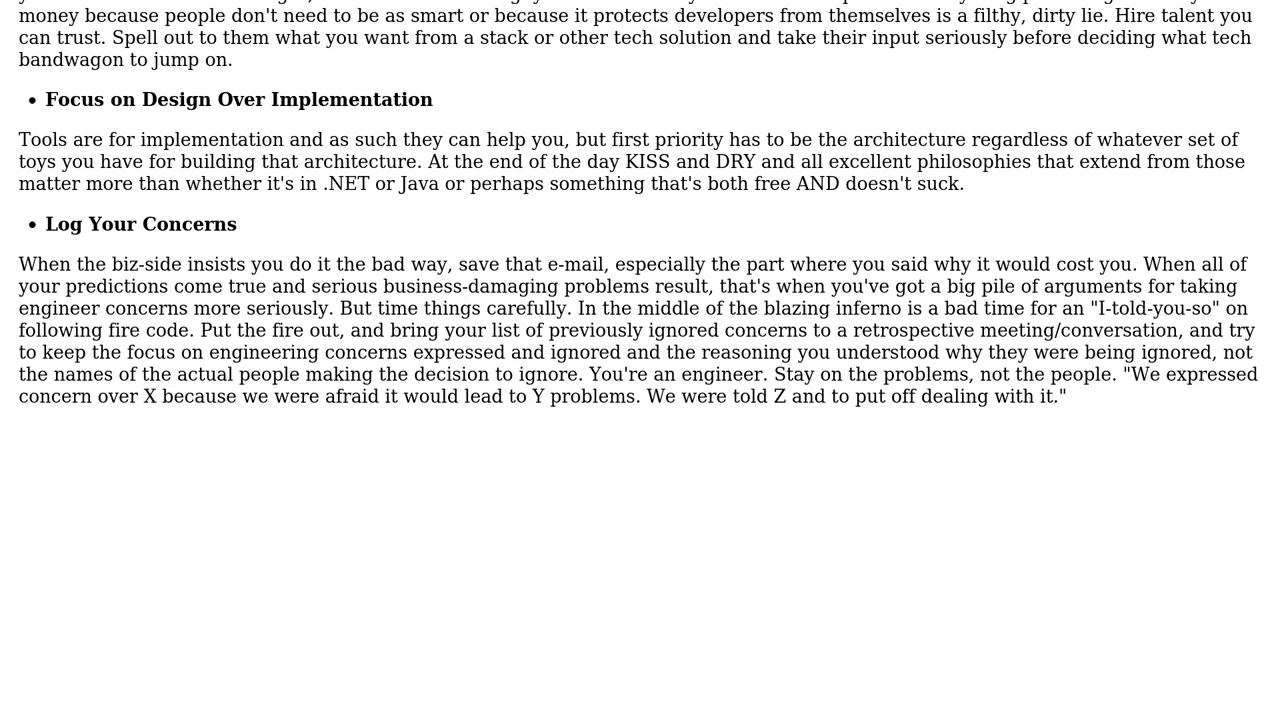 money because people don't need to be as smart or because it protects developers from themselves is a filthy, dirty lie. Hire talent you
can trust. Spell out to them what you want from a stack or other tech solution and take their input seriously before deciding what tech
bandwagon to jump on.
• Focus on Design Over Implementation
Tools are for implementation and as such they can help you, but first priority has to be the architecture regardless of whatever set of
toys you have for building that architecture. At the end of the day KISS and DRY and all excellent philosophies that extend from those
matter more than whether it's in .NET or Java or perhaps something that's both free AND doesn't suck.
• Log Your Concerns
When the biz-side insists you do it the bad way, save that e-mail, especially the part where you said why it would cost you. When all of
your predictions come true and serious business-damaging problems result, that's when you've got a big pile of arguments for taking
engineer concerns more seriously. But time things carefully. In the middle of the blazing inferno is a bad time for an "I-told-you-so" on
following fire code. Put the fire out, and bring your list of previously ignored concerns to a retrospective meeting/conversation, and try
to keep the focus on engineering concerns expressed and ignored and the reasoning you understood why they were being ignored, not
the names of the actual people making the decision to ignore. You're an engineer. Stay on the problems, not the people. "We expressed
concern over X because we were afraid it would lead to Y problems. We were told Z and to put off dealing with it."